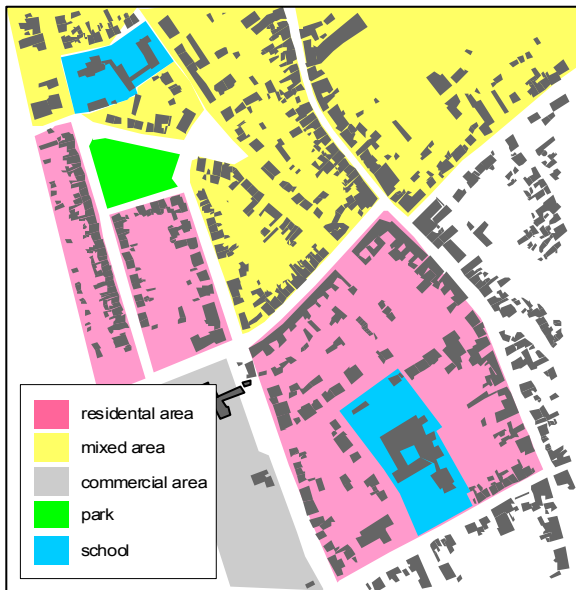 residental area
mixed area
commercial area
park
school